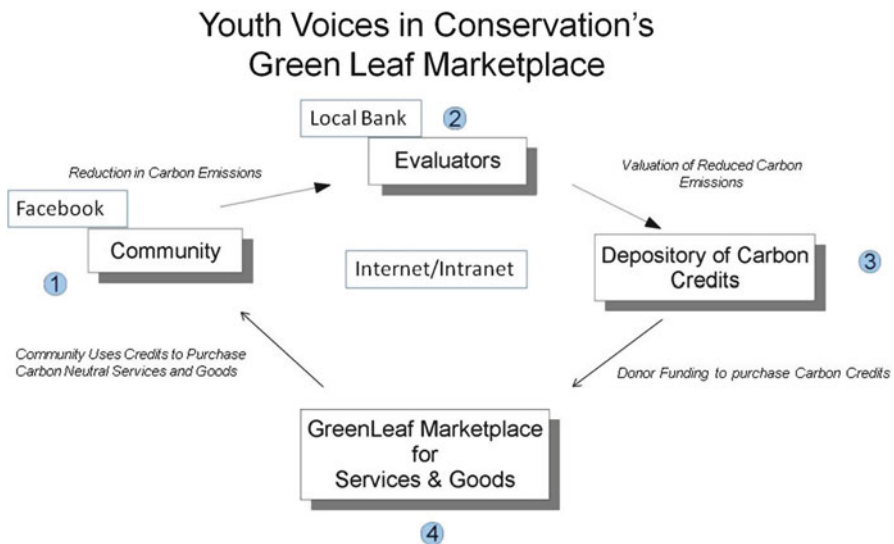 Youth Voices in Conservation's
Green Leaf Marketplace
Local Bank
2
Evaluators
Reduction in Carbon Emissions
Valuation of Reduced Carbon
Emissions
Facebook
Community
1
Internet/Intranet
Depository of Carbon
Credits
3
Community Uses Credits to Purchase
Carbon Neutral Services and Goods
Donor Funding to purchase Carbon Credits
GreenLeaf Marketplace
for
Services & Goods
4